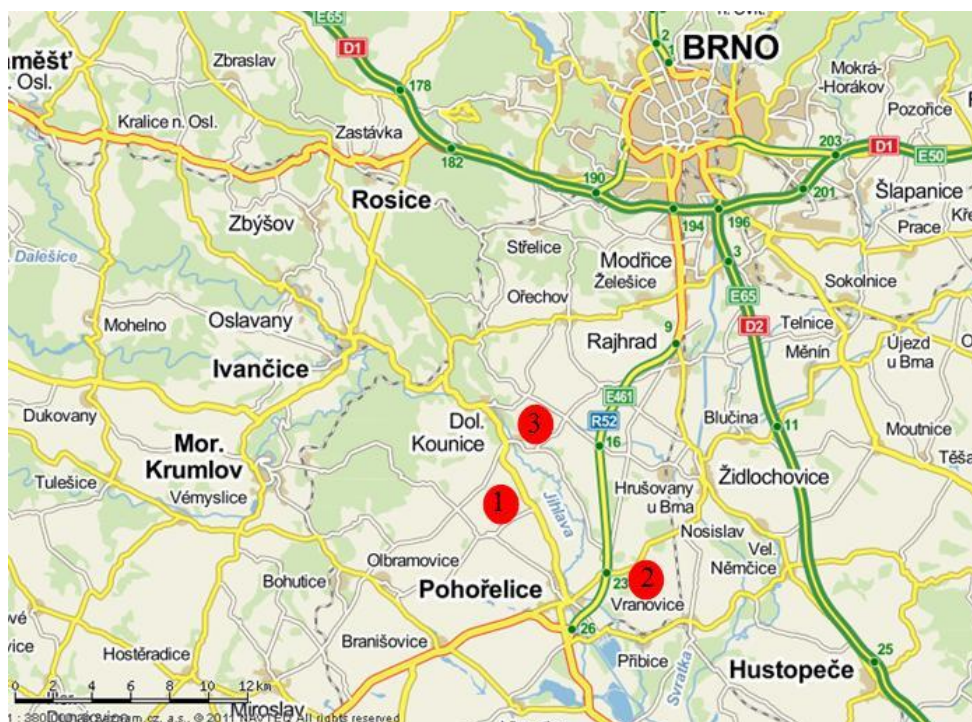 E65
D1
2
1
BRNO
Zbraslav
178
Mokrá
-Horákov
Pozořice
Osl.
Kralice n. Osl.
Zastávka
182
203
D1
E50
190
201
Rosice
Šlapanice
Zbýšov
194
196
Prace
Dalešice
Střelice
Modřice
3
Želešice
Sokolnice
Ořechov
E65
Mohelno
Oslavany
9
D2
Telnice
Rajhrad
Měnín
Újezd
u Brna
Ivančice
E461
Dukovany
Dol.
Kounice
3
R52
Blučina
11
Moutnice
16
Mor.
Krumlov
Těša
Tulešice
Vémyslice
1
Jihlava
Hrušovany
u Brna
Židlochovice
Nosislav
Olbramovice
Vel.
Němčice
Bohutice
Pohořelice
23
2
Vranovice
26
Branišovice
Hostěradice
Přibice
Svratka
Hustopeče
25
0 2 4 6 8 10 12km
Miroslav